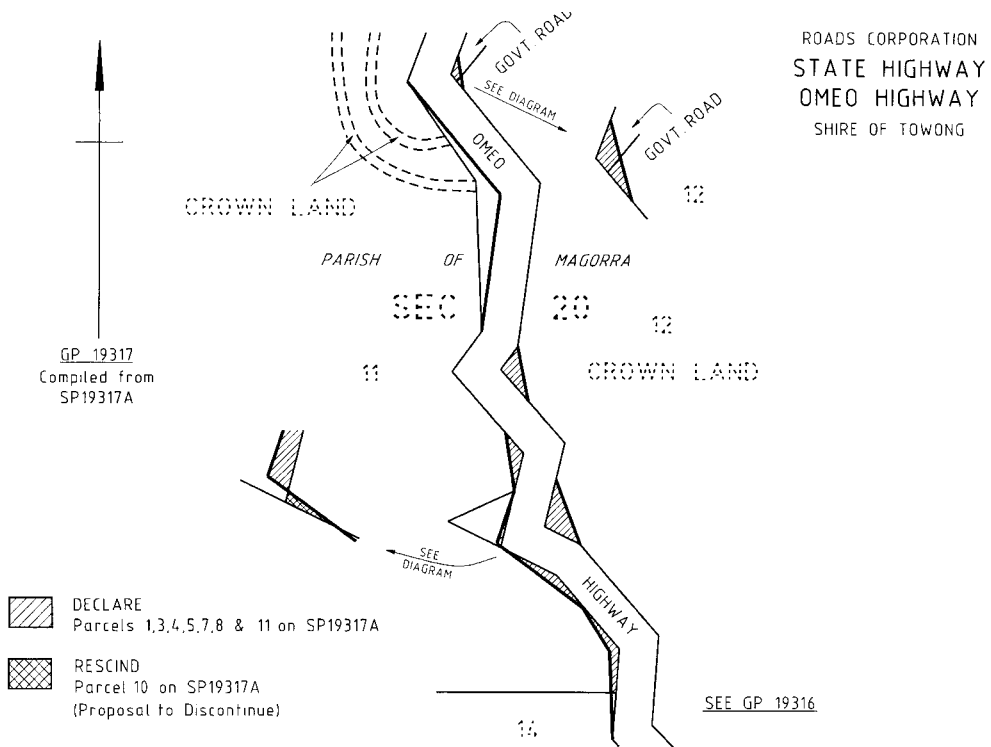 ROADS CORPORATION
STATE HIGHWAY
OMEO HIGHWAY
SHIRE OF TOWONG
GOVT. ROAD
SEE DIAGRAM
GOVT. ROAD
OMEO
12
CROWN LAND
PARISH OF MAGORRA
SEC 20
12
GP 19317
Compiled from
SP19317A
11
CROWN LAND
SEE
DIAGRAM
HIGHWAY
DECLARE
Parcels 1,3,4,5,7,8 & 11 on SP19317A
RESCIND
Parcel 10 on SP19317A
(Proposal to Discontinue)
SEE GP 19316
14